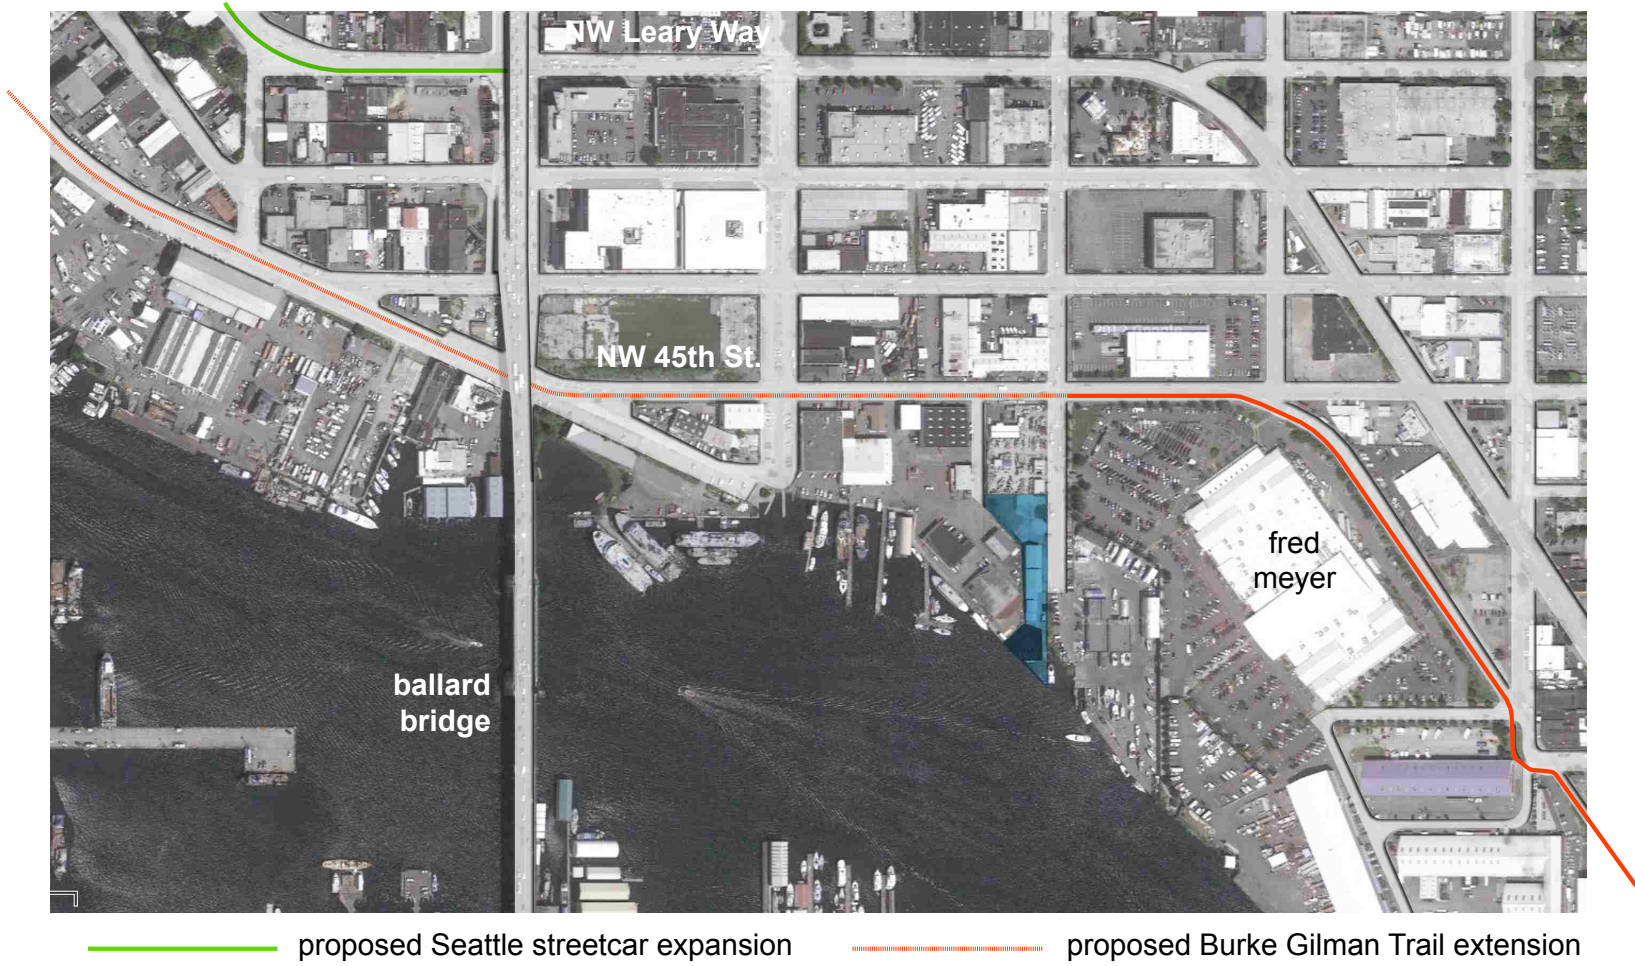 NW Leary Way
NW 45th St.
fred
meyer
ballard
bridge
proposed Seattle streetcar expansion
proposed Burke Gilman Trail extension